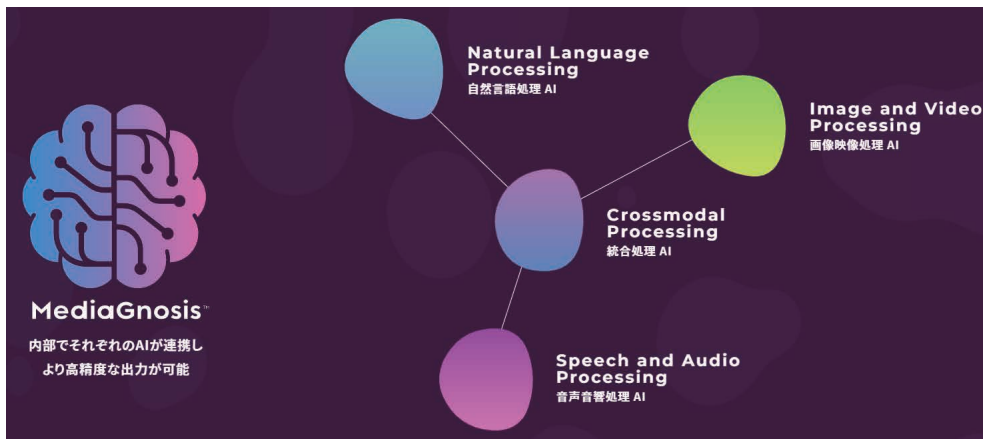 Natural Language
Processing
自然言語処理 AI
Image and Video
Processing
画像映像処理 AI
Crossmodal
Processing
統合処理 AI
MediaGnosis™
内部でそれぞれのAIが連携し
より高精度な出力が可能
Speech and Audio
Processing
音声音響処理 AI